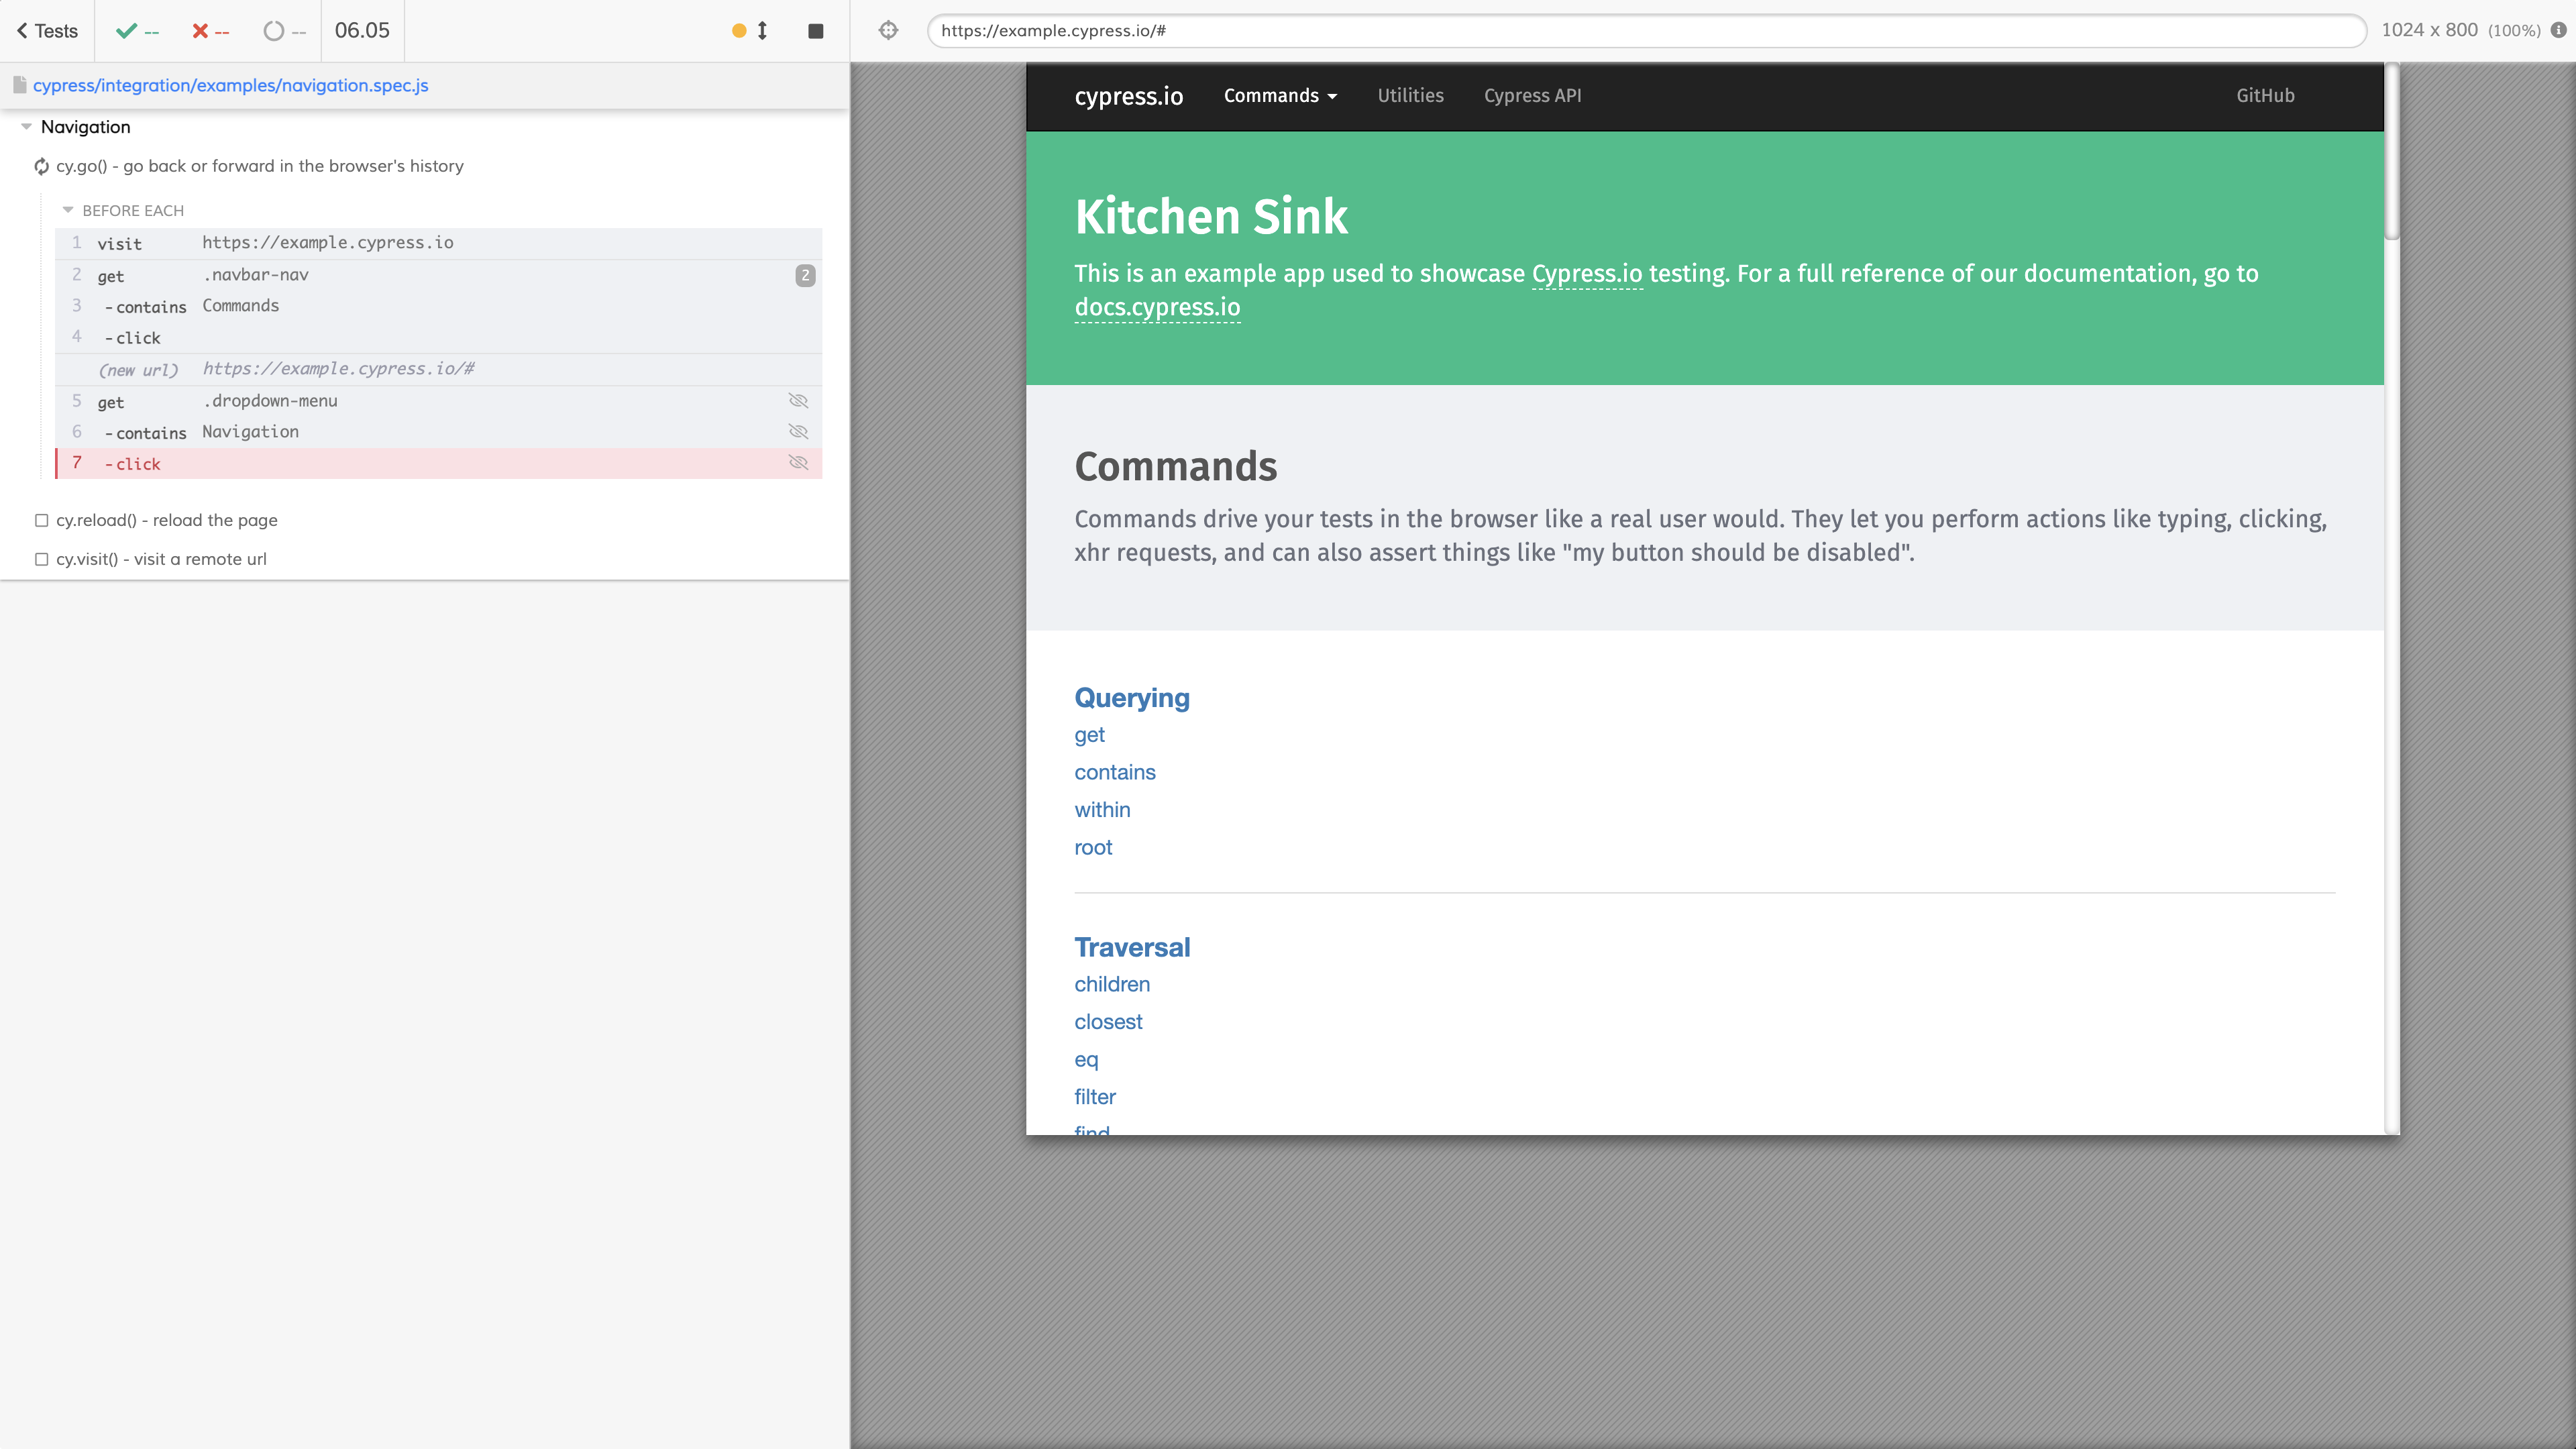 Tests
--
--
--
06.05
https://example.cypress.io/#
1024 x 800 (100%)
cypress/integration/examples/navigation.spec.js
Navigation
cy.go() - go back or forward in the browser's history
BEFORE EACH
1 visit https://example.cypress.io
2 get .navbar-nav 2
3 - contains Commands
4 - click
(new url) https://example.cypress.io/#
5 get .dropdown-menu
6 - contains Navigation
7 - click
cy.reload() - reload the page
cy.visit() - visit a remote url
cypress.io Commands Utilities Cypress API GitHub
Kitchen Sink
This is an example app used to showcase Cypress.io testing. For a full reference of our documentation, go to
docs.cypress.io
Commands
Commands drive your tests in the browser like a real user would. They let you perform actions like typing, clicking,
xhr requests, and can also assert things like "my button should be disabled".
Querying
get
contains
within
root
Traversal
children
closest
eq
filter
find